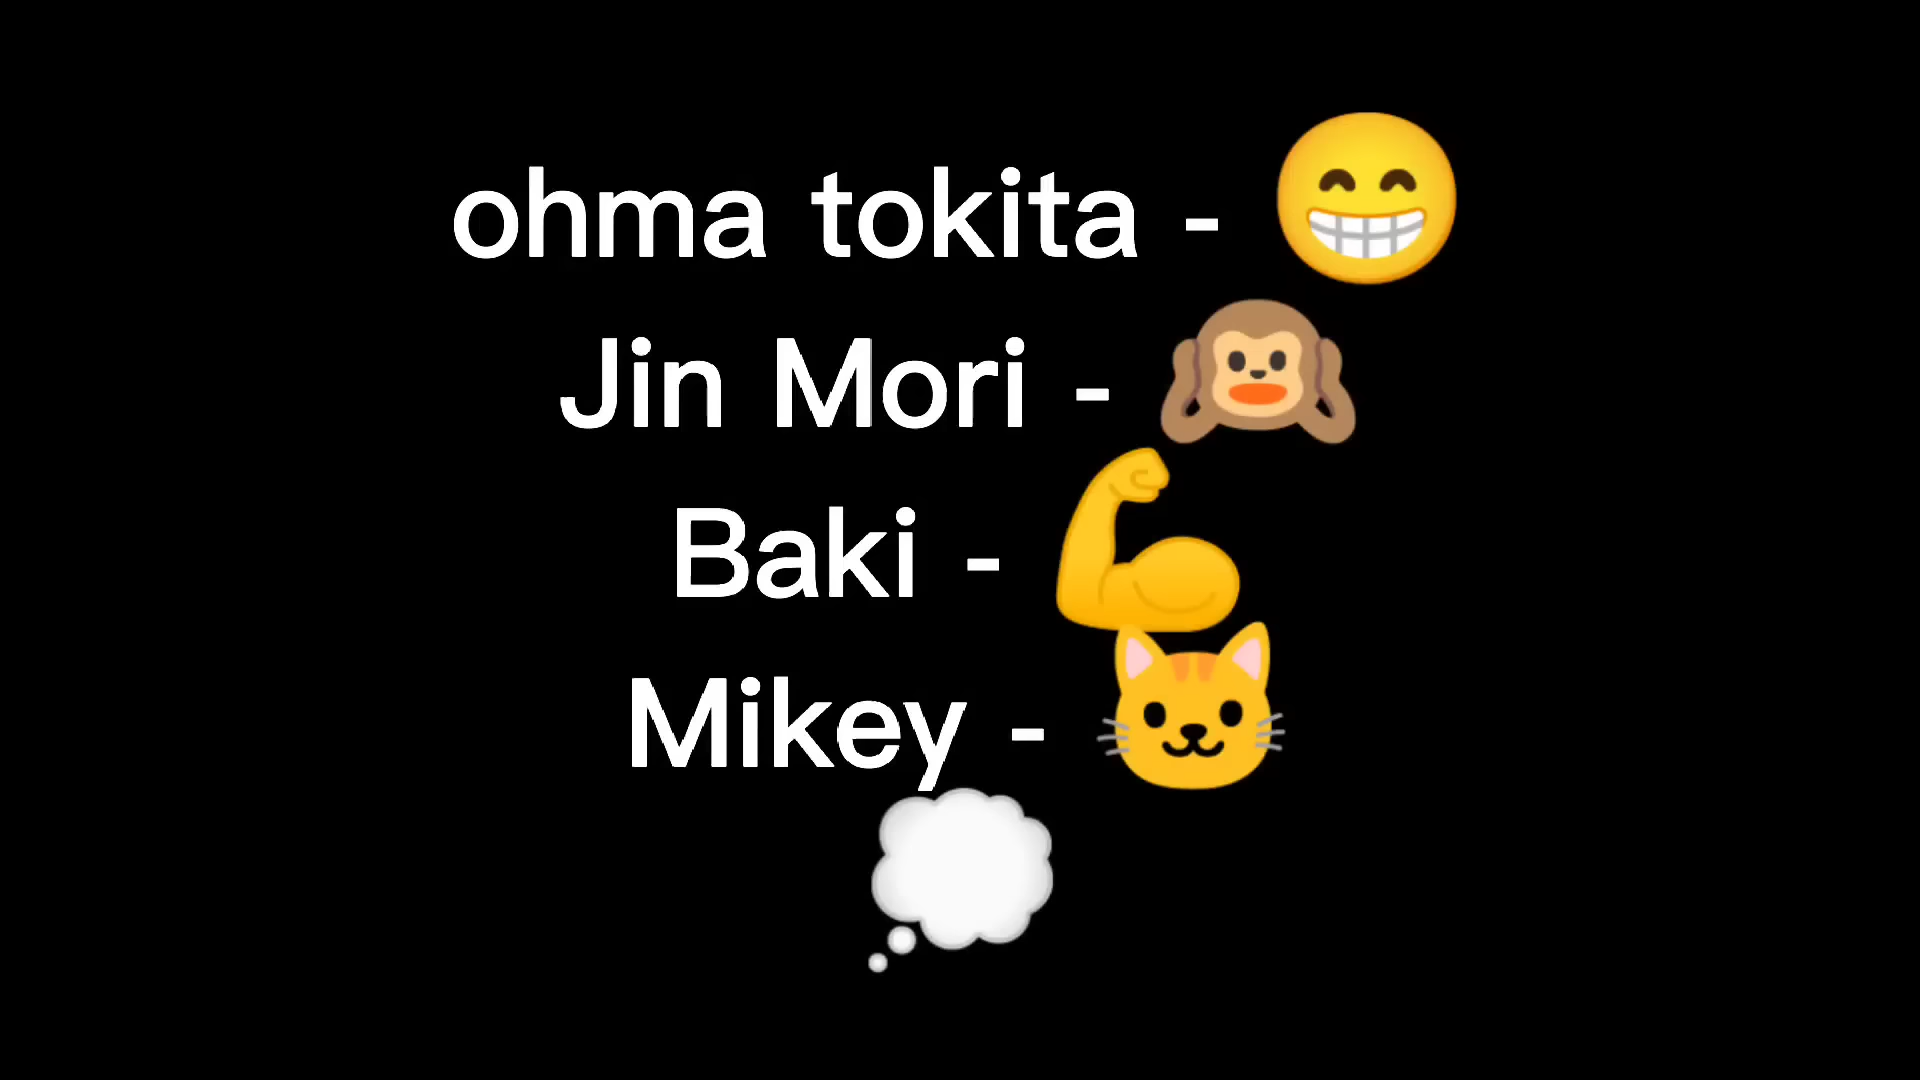 ohma tokita - 😁
Jin Mori - 🙉
Baki - 💪
Mikey - 🐱
💭